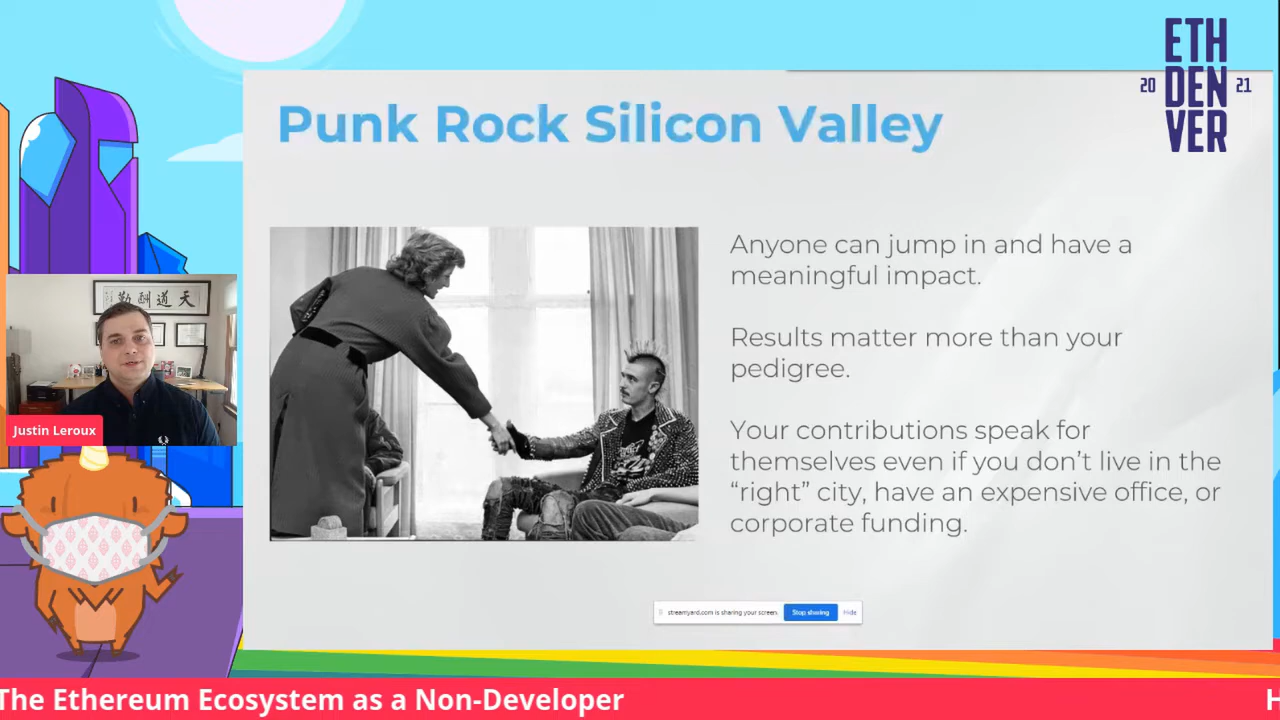 ETH
20 DEN 21
VER
Punk Rock Silicon Valley
Anyone can jump in and have a
meaningful impact.
Results matter more than your
pedigree.
Your contributions speak for
themselves even if you don’t live in the
“right” city, have an expensive office, or
corporate funding.
天道酬勤
Justin Leroux
streamyard.com is sharing your screen. Stop sharing Hide
The Ethereum Ecosystem as a Non-Developer H